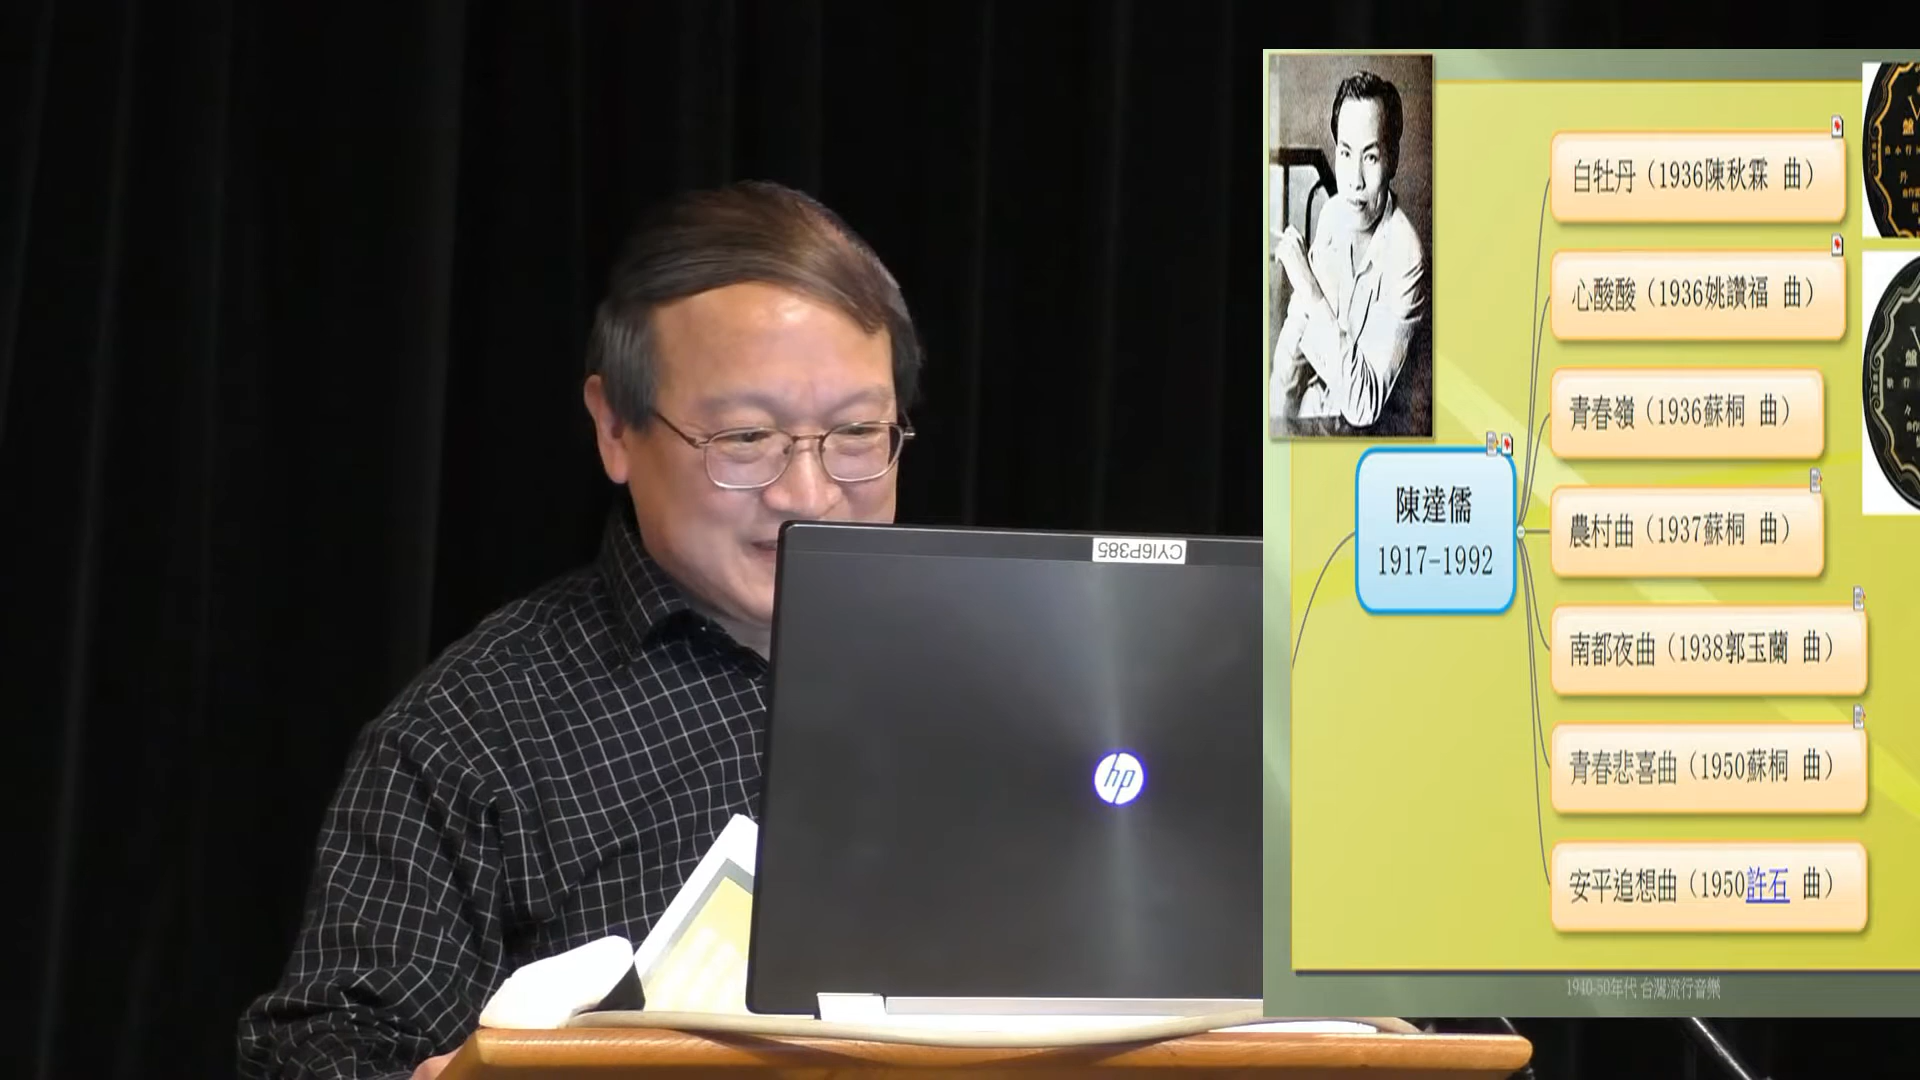 白牡丹（1936陳秋霖 曲）
心酸酸（1936姚讚福 曲）
青春嶺（1936蘇桐 曲）
陳達儒
1917-1992
農村曲（1937蘇桐 曲）
南都夜曲（1938郭玉蘭 曲）
青春悲喜曲（1950蘇桐 曲）
安平追想曲（1950許石 曲）
1940-50年代 台灣流行音樂
CYI6P385
hp